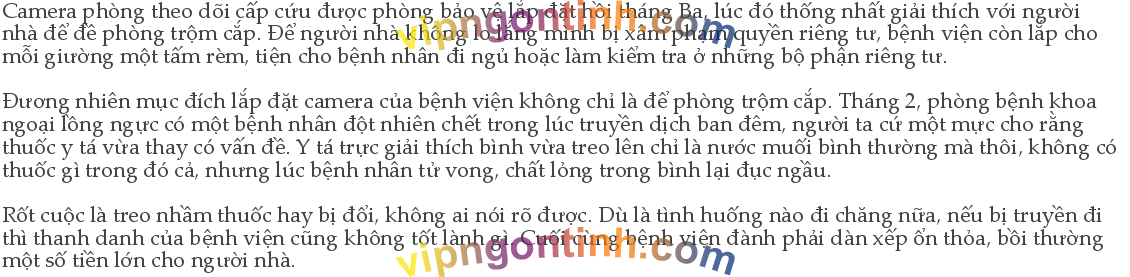 Camera phòng theo dõi cấp cứu được phòng bảo vệ lắp đặt hồi tháng Ba, lúc đó thống nhất giải thích với người
nhà để đề phòng trộm cắp. Để người nhà không lo lắng mình bị xâm phạm quyền riêng tư, bệnh viện còn lắp cho
mỗi giường một tấm rèm, tiện cho bệnh nhân đi ngủ hoặc làm kiểm tra ở những bộ phận riêng tư.
Đương nhiên mục đích lắp đặt camera của bệnh viện không chỉ là để phòng trộm cắp. Tháng 2, phòng bệnh khoa
ngoại lồng ngực có một bệnh nhân đột nhiên chết trong lúc truyền dịch ban đêm, người ta cứ một mực cho rằng
thuốc y tá vừa thay có vấn đề. Y tá trực giải thích bình vừa treo lên chỉ là nước muối bình thường mà thôi, không có
thuốc gì trong đó cả, nhưng lúc bệnh nhân tử vong, chất lỏng trong bình lại đục ngầu.
Rốt cuộc là treo nhầm thuốc hay bị đổi, không ai nói rõ được. Dù là tình huống nào đi chăng nữa, nếu bị truyền đi
thì thanh danh của bệnh viện cũng không tốt lành gì. Cuối cùng bệnh viện đành phải dàn xếp ổn thỏa, bồi thường
một số tiền lớn cho người nhà.
vipngontinh.com
vipngontinh.com